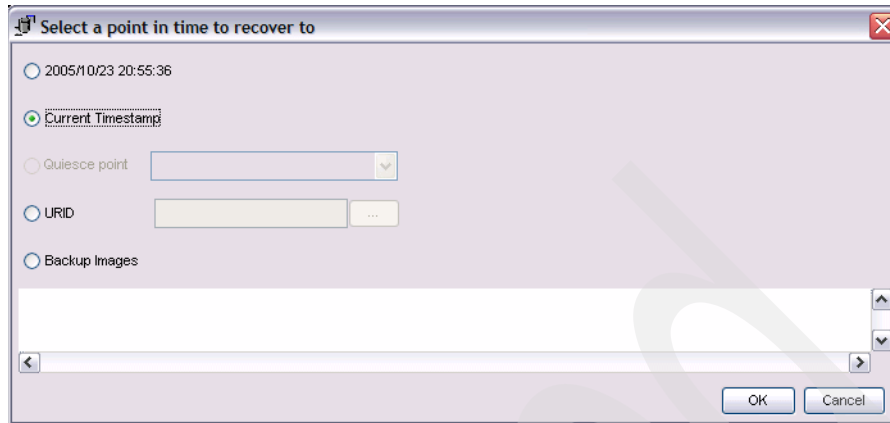 Select a point in time to recover to
2005/10/23 20:55:36
Current Timestamp
Quiesce point
URID ...
Backup Images
OK Cancel